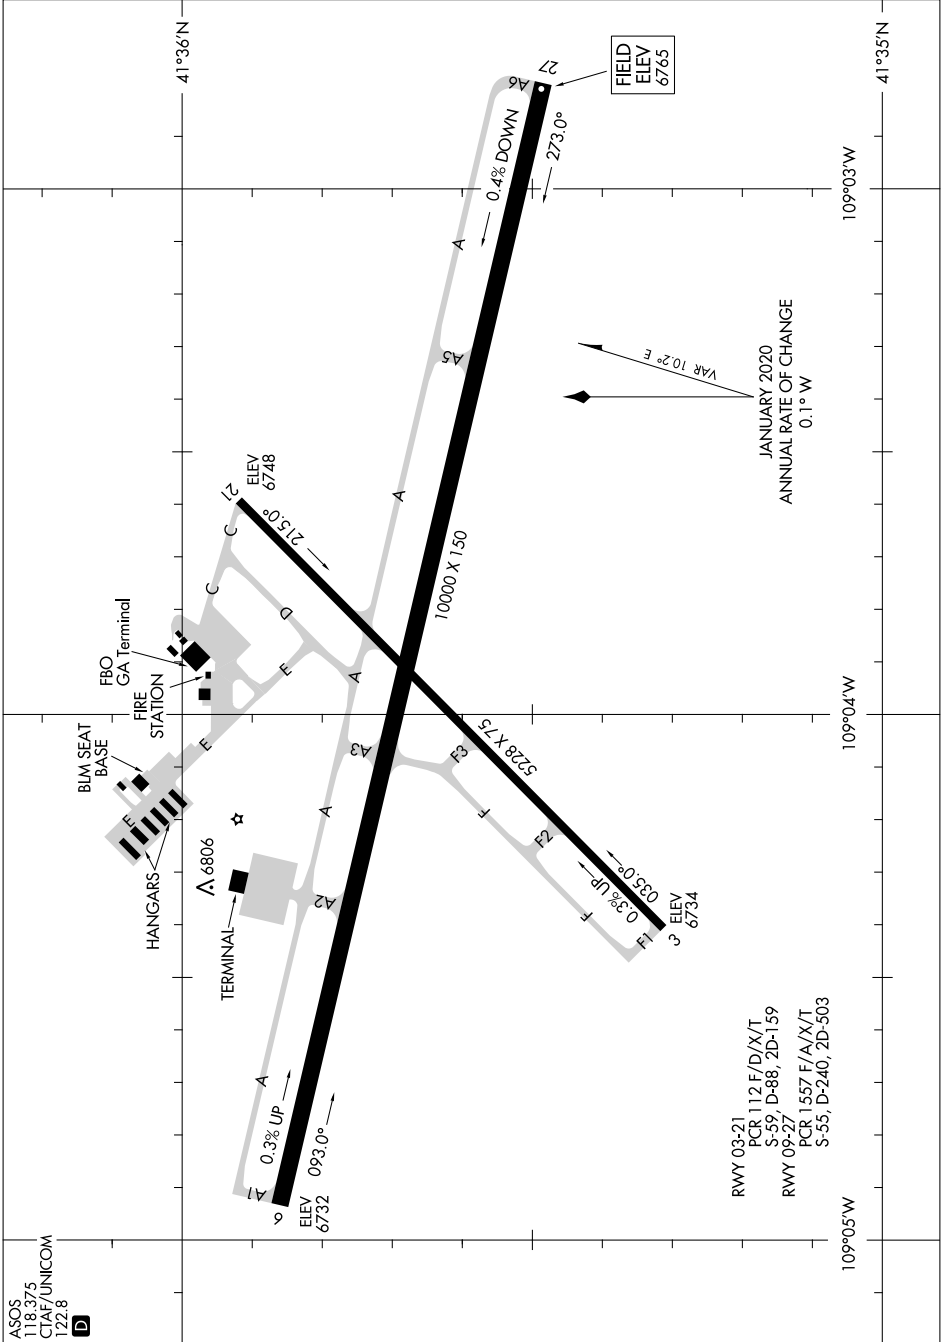 ASOS
118.375
CTAF/UNICOM
122.8
D
41°36'N
41°35'N
109°05'W
109°04'W
109°03'W
FIELD
ELEV
6765
27
A6
273.0°
0.4% DOWN
A
A5
VAR 10.2° E
JANUARY 2020
ANNUAL RATE OF CHANGE
0.1° W
21
ELEV
6748
215.0°
C
C
D
E
E
E
A
A
10000 X 150
FBO
GA Terminal
FIRE
STATION
BLM SEAT
BASE
HANGARS
6806
TERMINAL
A
A3
A2
A
A1
0.3% UP
093.0°
9
ELEV
6732
5228 X 75
F3
F
F2
F
F1
0.3% UP
035.0°
3
ELEV
6734
RWY 03-21
PCR 112 F/D/X/T
S-59, D-88, 2D-159
RWY 09-27
PCR 1557 F/A/X/T
S-55, D-240, 2D-503